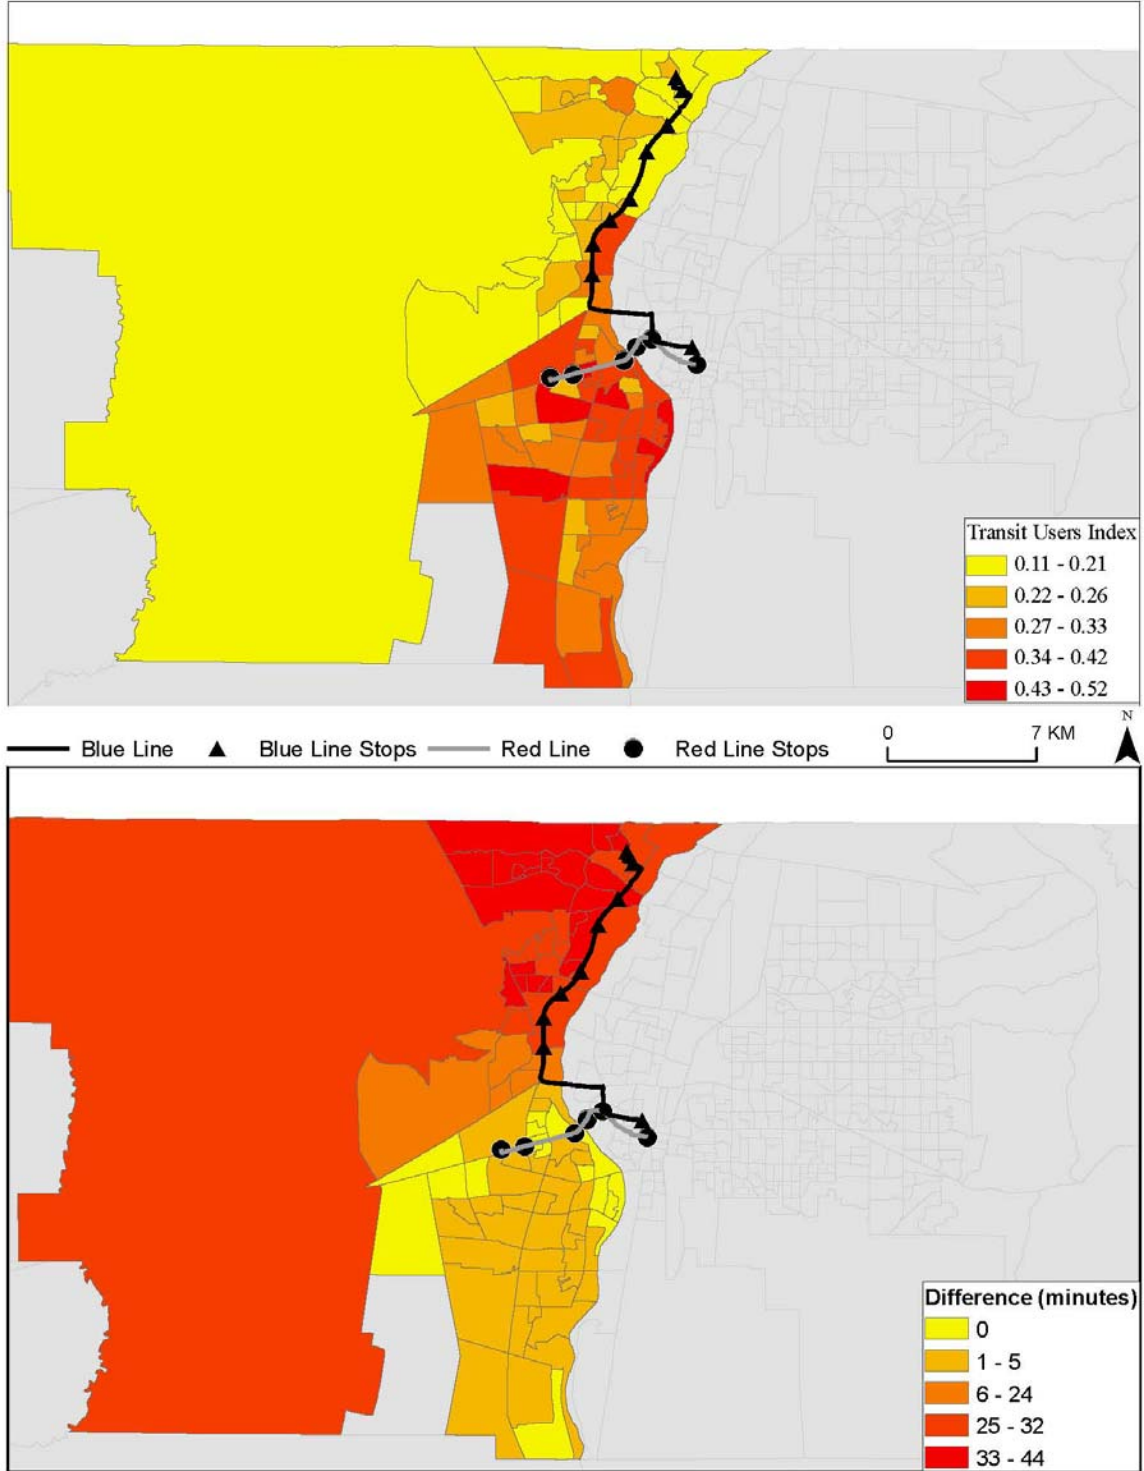 Transit Users Index
0.11 - 0.21
0.22 - 0.26
0.27 - 0.33
0.34 - 0.42
0.43 - 0.52
Blue Line Blue Line Stops Red Line Red Line Stops
0 7 KM
N
Difference (minutes)
0
1 - 5
6 - 24
25 - 32
33 - 44